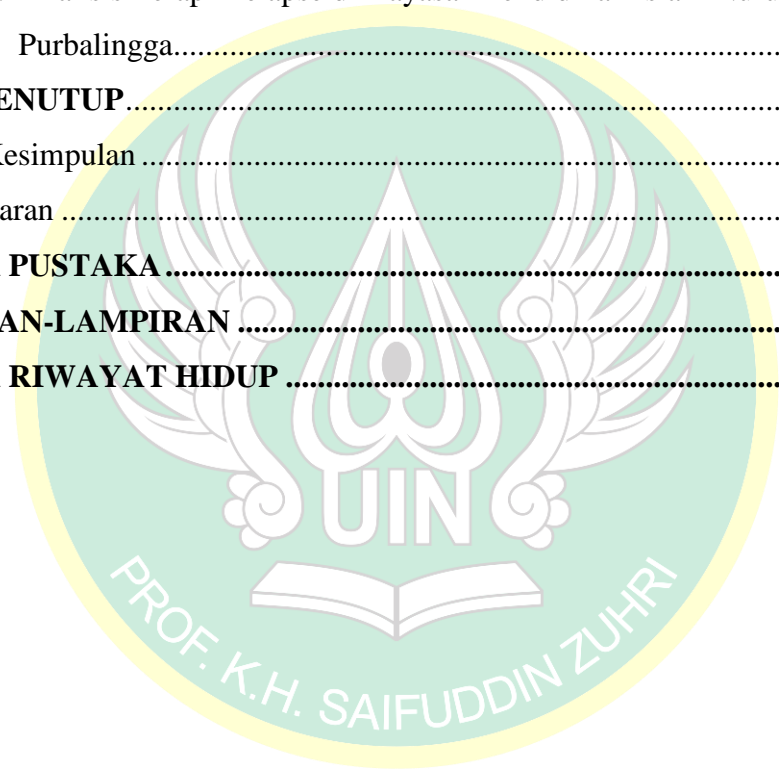 Purbalingga................................................................................
ENUTUP................................................................................
Kesimpulan ................................................................................
aran ................................................................................
PUSTAKA ................................................................................
AN-LAMPIRAN ................................................................................
RIWAYAT HIDUP ................................................................................
UIN
PROF. K.H. SAIFUDDIN ZUHRI